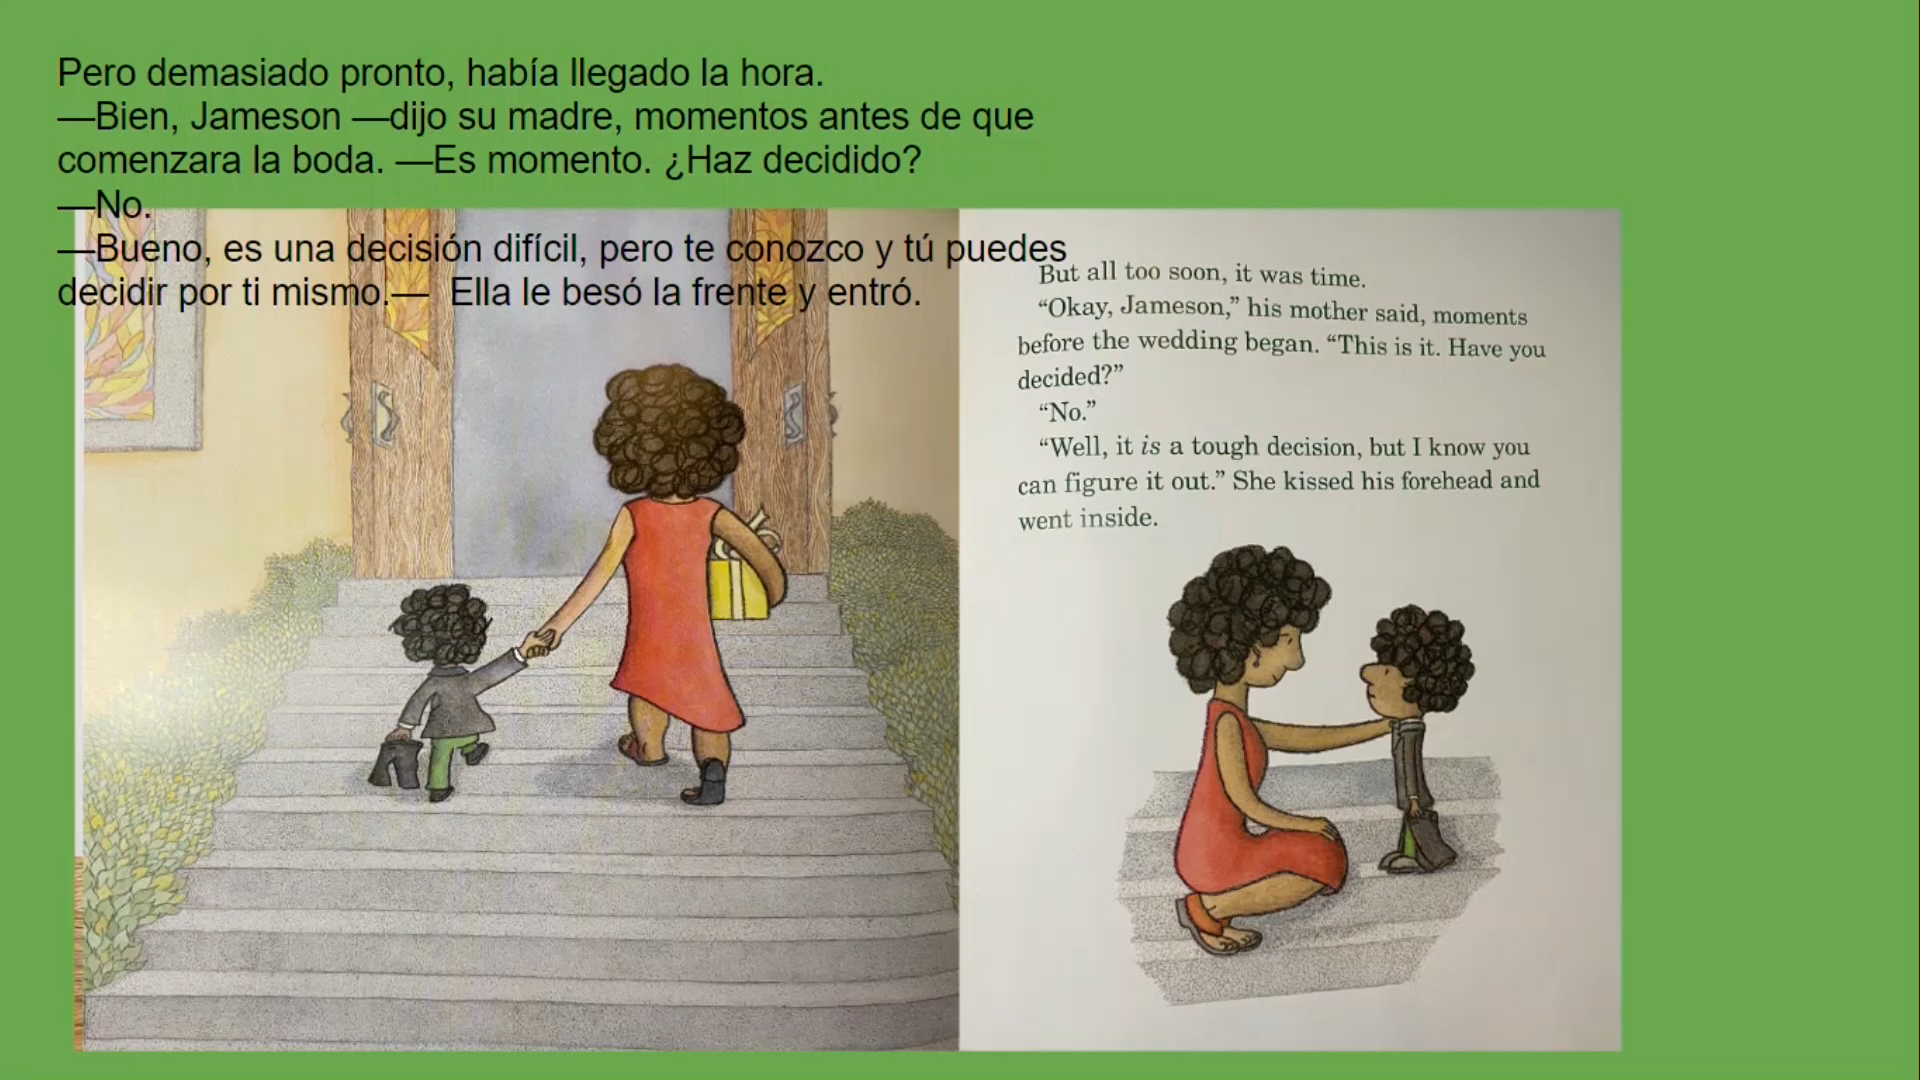 Pero demasiado pronto, había llegado la hora.
—Bien, Jameson —dijo su madre, momentos antes de que
comenzara la boda. —Es momento. ¿Haz decidido?
—No.
—Bueno, es una decisión difícil, pero te conozco y tú puedes
decidir por ti mismo.— Ella le besó la frente y entró.
But all too soon, it was time.
“Okay, Jameson,” his mother said, moments
before the wedding began. “This is it. Have you
decided?”
“No.”
“Well, it is a tough decision, but I know you
can figure it out.” She kissed his forehead and
went inside.